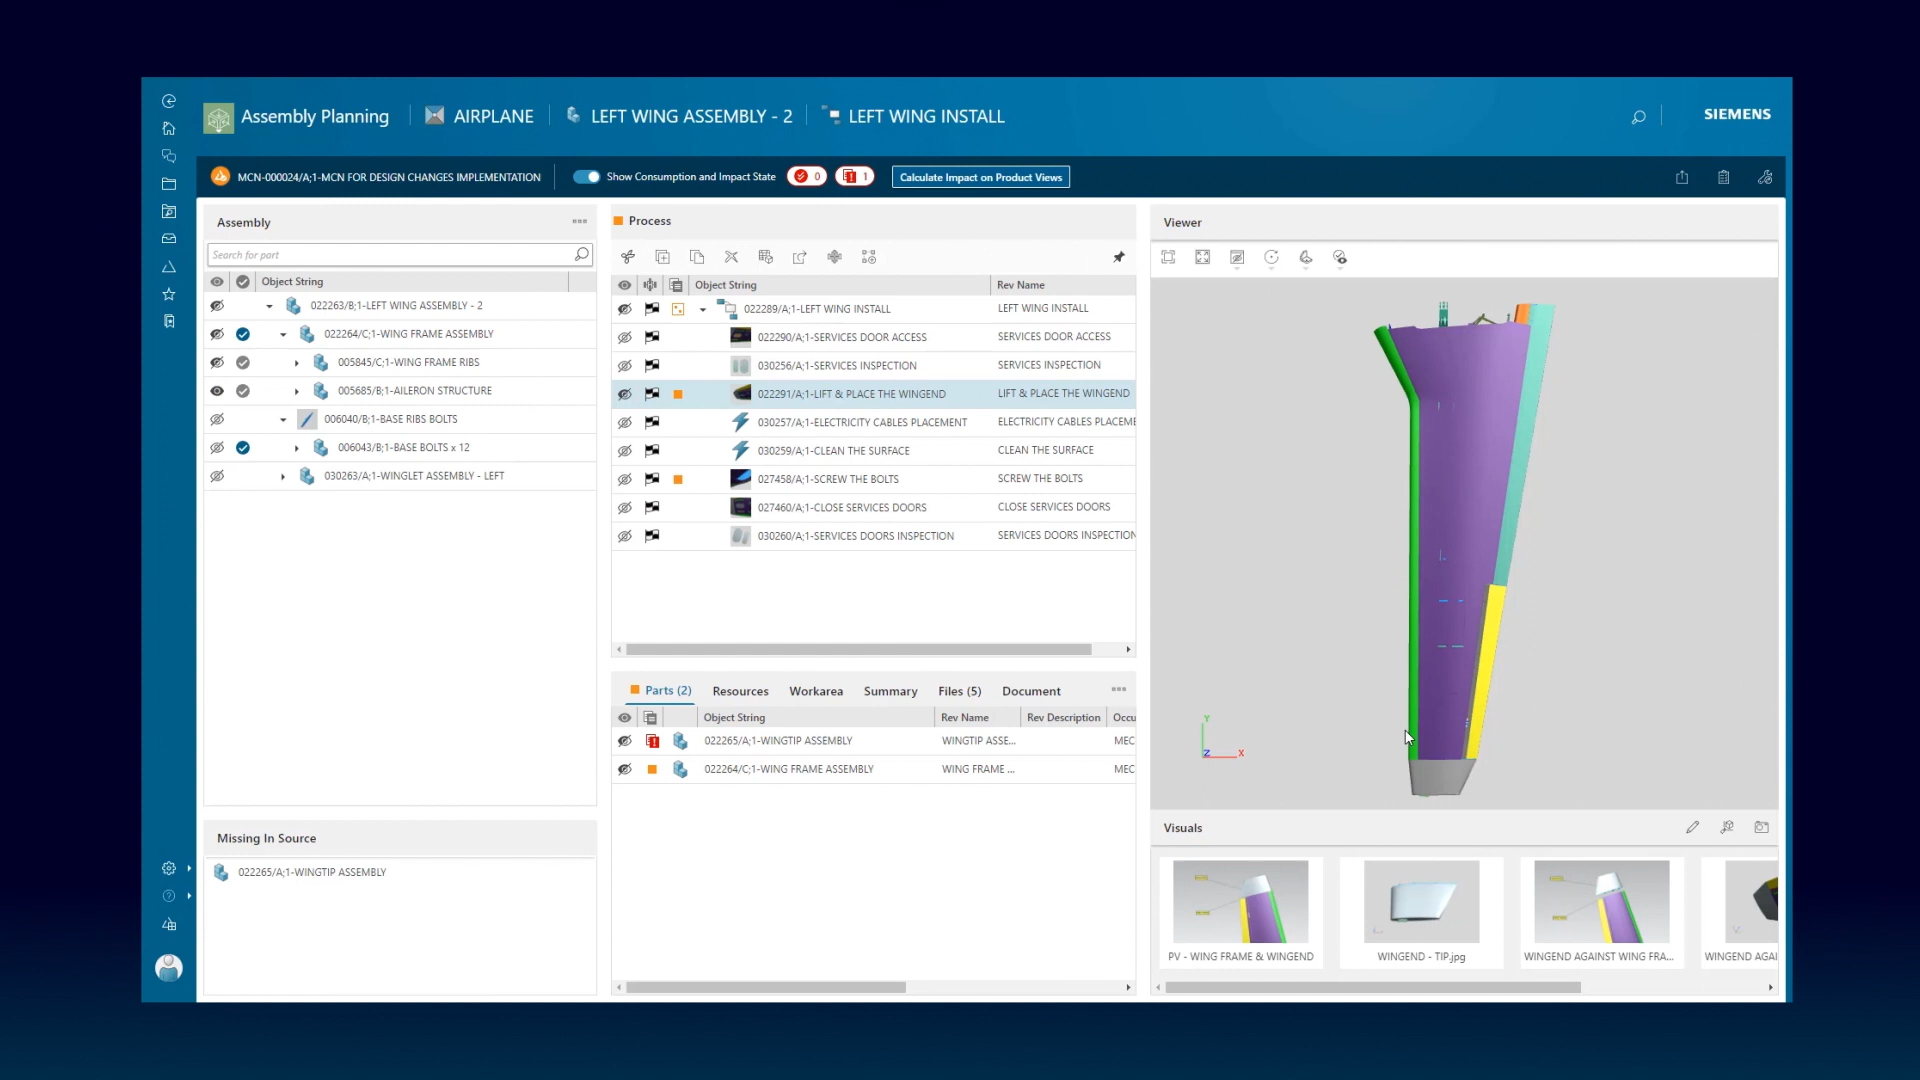 Assembly Planning
AIRPLANE
LEFT WING ASSEMBLY - 2
LEFT WING INSTALL
SIEMENS
MCN-000024/A;1-MCN FOR DESIGN CHANGES IMPLEMENTATION
Show Consumption and Impact State
0
1
Calculate Impact on Product Views
Assembly
Search for part
Object String
022263/B;1-LEFT WING ASSEMBLY - 2
022264/C;1-WING FRAME ASSEMBLY
005845/C;1-WING FRAME RIBS
005685/B;1-AILERON STRUCTURE
006040/B;1-BASE RIBS BOLTS
006043/B;1-BASE BOLTS x 12
030263/A;1-WINGLET ASSEMBLY - LEFT
Missing In Source
022265/A;1-WINGTIP ASSEMBLY
Process
Object String Rev Name
022289/A;1-LEFT WING INSTALL LEFT WING INSTALL
022290/A;1-SERVICES DOOR ACCESS SERVICES DOOR ACCESS
030256/A;1-SERVICES INSPECTION SERVICES INSPECTION
022291/A;1-LIFT & PLACE THE WINGEND LIFT & PLACE THE WINGEND
030257/A;1-ELECTRICITY CABLES PLACEMENT ELECTRICITY CABLES PLACEME
030259/A;1-CLEAN THE SURFACE CLEAN THE SURFACE
027458/A;1-SCREW THE BOLTS SCREW THE BOLTS
027460/A;1-CLOSE SERVICES DOORS CLOSE SERVICES DOORS
030260/A;1-SERVICES DOORS INSPECTION SERVICES DOORS INSPECTION
Parts (2) Resources Workarea Summary Files (5) Document
Object String Rev Name Rev Description Occu
022265/A;1-WINGTIP ASSEMBLY WINGTIP ASSE... MEC
022264/C;1-WING FRAME ASSEMBLY WING FRAME ... MEC
Viewer
Y
Z X
Visuals
PV - WING FRAME & WINGEND
WINGEND - TIP.jpg
WINGEND AGAINST WING FRA...
WINGEND AGAI